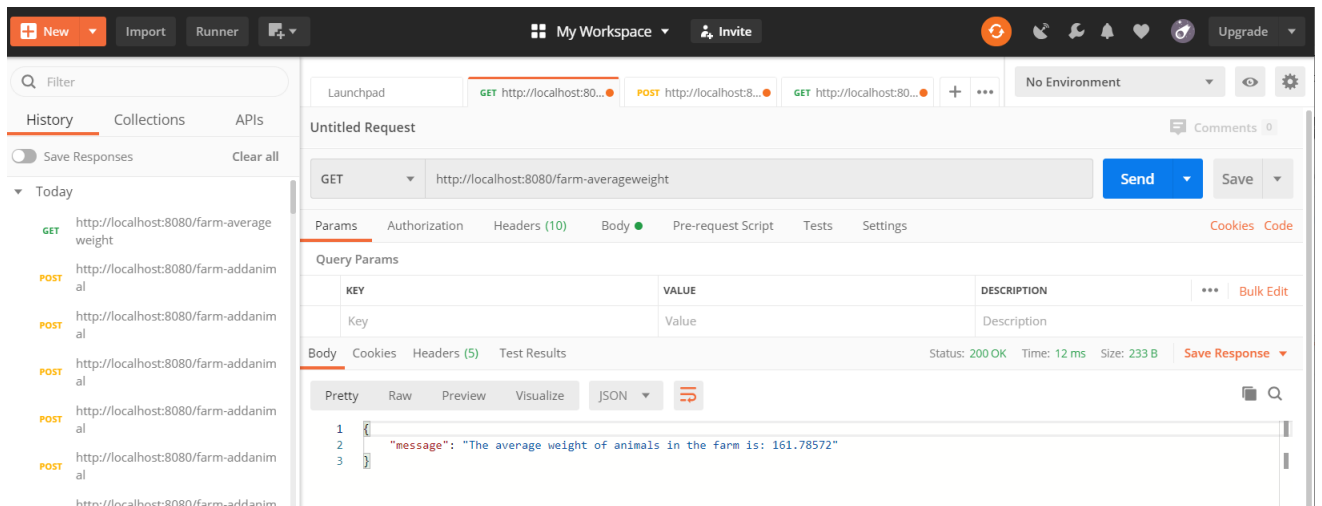 New Import Runner My Workspace Invite Upgrade
Filter
History Collections APIs
Save Responses Clear all
Today
GET http://localhost:8080/farm-average
weight
POST http://localhost:8080/farm-addanim
al
POST http://localhost:8080/farm-addanim
al
POST http://localhost:8080/farm-addanim
al
POST http://localhost:8080/farm-addanim
al
POST http://localhost:8080/farm-addanim
al
http://localhost:8080/farm-addanim
Launchpad GET http://localhost:80... POST http://localhost:8... GET http://localhost:80... + ••• No Environment
Untitled Request Comments 0
GET http://localhost:8080/farm-averageweight Send Save
Params Authorization Headers (10) Body Pre-request Script Tests Settings Cookies Code
Query Params
KEY VALUE DESCRIPTION ••• Bulk Edit
Key Value Description
Body Cookies Headers (5) Test Results Status: 200 OK Time: 12 ms Size: 233 B Save Response
Pretty Raw Preview Visualize JSON
1 {
2 "message": "The average weight of animals in the farm is: 161.78572"
3 }